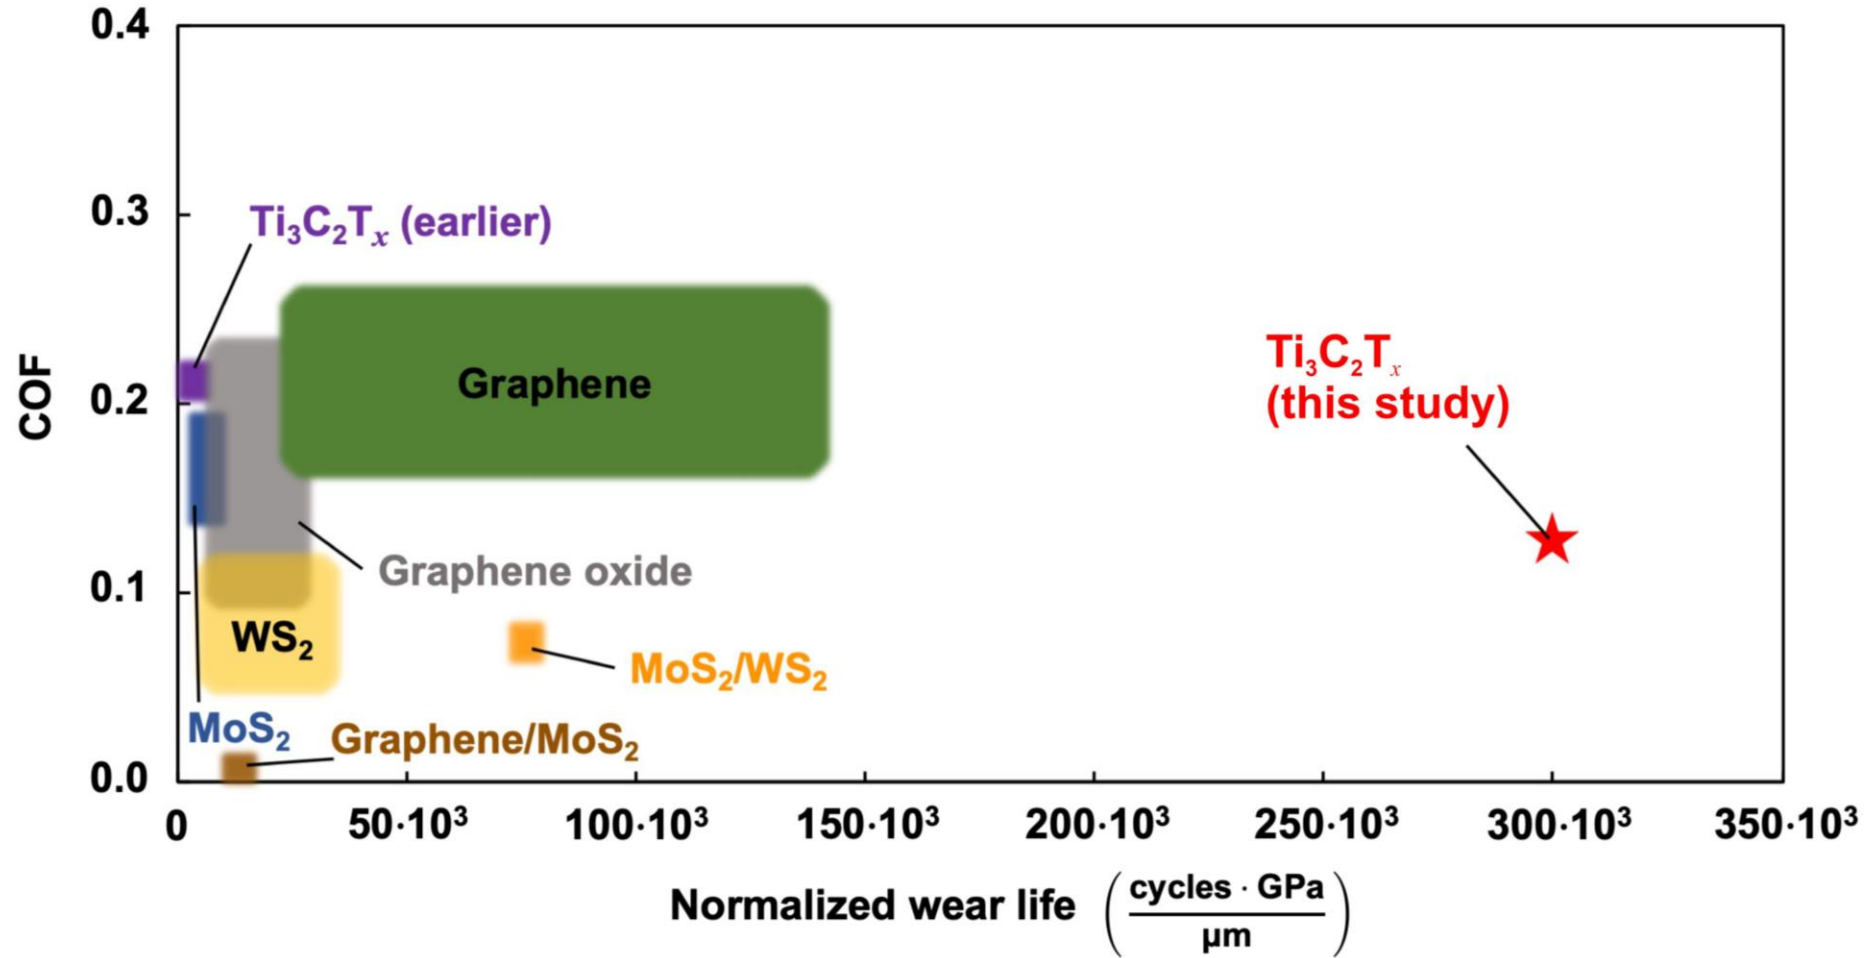 0.4
0.3
0.2
0.1
0.0
COF
Ti₃C₂Tₓ (earlier)
Graphene
Ti₃C₂Tₓ
(this study)
Graphene oxide
WS₂
MoS₂/WS₂
MoS₂
Graphene/MoS₂
0 50·10³ 100·10³ 150·10³ 200·10³ 250·10³ 300·10³ 350·10³
Normalized wear life (cycles · GPa / µm)